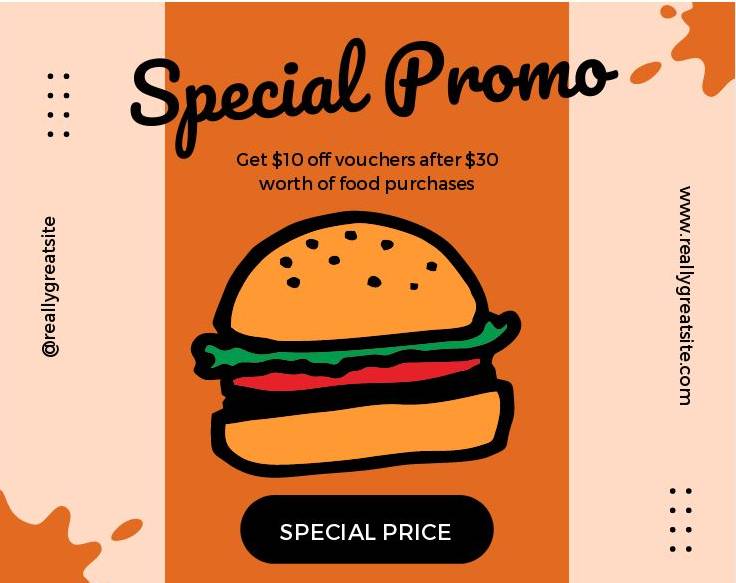 Special Promo
Get $10 off vouchers after $30
worth of food purchases
@reallygreatsite
www.reallygreatsite.com
SPECIAL PRICE